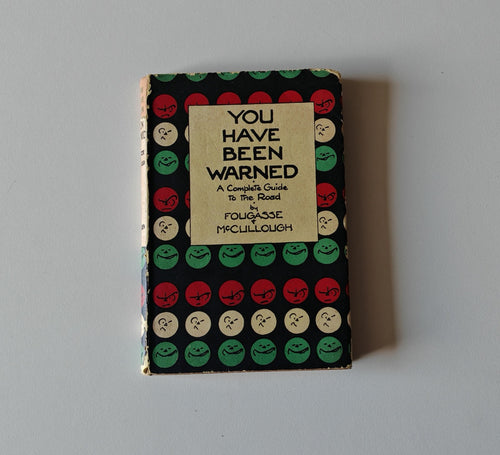 YOU
HAVE
BEEN
WARNED
A Complete Guide
to the Road
by
FOUGASSE
&
McCULLOUGH